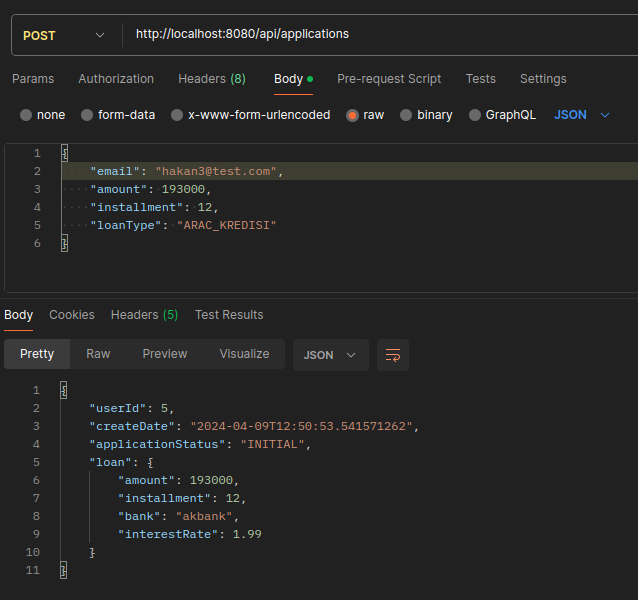 POST http://localhost:8080/api/applications
Params Authorization Headers (8) Body Pre-request Script Tests Settings
none form-data x-www-form-urlencoded raw binary GraphQL JSON
1 {
2 "email": "hakan3@test.com",
3 "amount": 193000,
4 "installment": 12,
5 "loanType": "ARAC_KREDISI"
6 }
Body Cookies Headers (5) Test Results
Pretty Raw Preview Visualize JSON
1 {
2 "userId": 5,
3 "createDate": "2024-04-09T12:50:53.541571262",
4 "applicationStatus": "INITIAL",
5 "loan": {
6 "amount": 193000,
7 "installment": 12,
8 "bank": "akbank",
9 "interestRate": 1.99
10 }
11 }